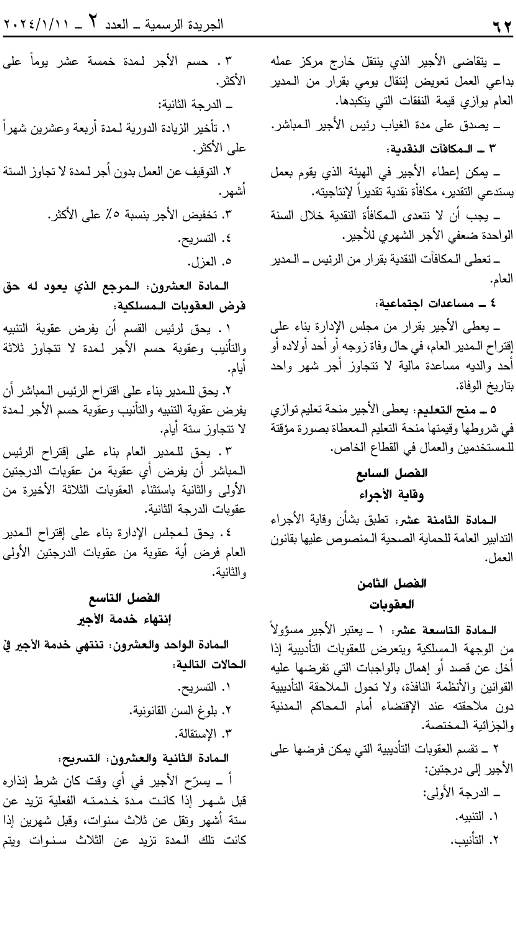 ٦٢
الجريدة الرسمية ــ العدد ٢ ــ ٢٠٢٤/١/١١
ــ يتقاضى الأجير الذي ينتقل خارج مركز عمله
بداعي العمل تعويض إنتقال يومي بقرار من المدير
العام يوازي قيمة النفقات التي يتكبدها.
ــ يصدق على مدة الغياب رئيس الأجير المباشر.
٣ ــ المكافآت النقدية:
ــ يمكن إعطاء الأجير في الهيئة الذي يقوم بعمل
يستدعي التقدير، مكافأة نقدية تقديراً لإنتاجيته.
ــ يجب أن لا تتعدى المكافأة النقدية خلال السنة
الواحدة ضعفي الأجر الشهري للأجير.
ــ تعطى المكافآت النقدية بقرار من الرئيس ــ المدير
العام.
٤ ــ مساعدات اجتماعية:
ــ يعطى الأجير بقرار من مجلس الإدارة بناء على
إقتراح المدير العام، في حال وفاة زوجه أو أحد أولاده أو
أحد والديه مساعدة مالية لا تتجاوز أجر شهر واحد
بتاريخ الوفاة.
٥ ــ منح التعليم: يعطى الأجير منحة تعليم توازي
في شروطها وقيمتها منحة التعليم المعطاة بصورة مؤقتة
للمستخدمين والعمال في القطاع الخاص.
الفصل السابع
وقاية الأجراء
المادة الثامنة عشر: تطبق بشأن وقاية الأجراء
التدابير العامة للحماية الصحية المنصوص عليها بقانون
العمل.
الفصل الثامن
العقوبات
المادة التاسعة عشر: ١ ــ يعتبر الأجير مسؤولاً
من الوجهة المسلكية ويتعرض للعقوبات التأديبية إذا
أخل عن قصد أو إهمال بالواجبات التي تفرضها عليه
القوانين والأنظمة النافذة، ولا تحول الملاحقة التأديبية
دون ملاحقته عند الإقتضاء أمام المحاكم المدنية
والجزائية المختصة.
٢ ــ تقسم العقوبات التأديبية التي يمكن فرضها على
الأجير إلى درجتين:
ــ الدرجة الأولى:
١. التنبيه.
٢. التأنيب.
٣. حسم الأجر لمدة خمسة عشر يوماً على
الأكثر.
ــ الدرجة الثانية:
١. تأخير الزيادة الدورية لمدة أربعة وعشرين شهراً
على الأكثر.
٢. التوقيف عن العمل بدون أجر لمدة لا تجاوز الستة
أشهر.
٣. تخفيض الأجر بنسبة ٥٪ على الأكثر.
٤. التسريح.
٥. العزل.
المادة العشرون: المرجع الذي يعود له حق
فرض العقوبات المسلكية:
١. يحق لرئيس القسم أن يفرض عقوبة التنبيه
والتأنيب وعقوبة حسم الأجر لمدة لا تتجاوز ثلاثة
أيام.
٢. يحق للمدير بناء على اقتراح الرئيس المباشر أن
يفرض عقوبة التنبيه والتأنيب وعقوبة حسم الأجر لمدة
لا تتجاوز ستة أيام.
٣. يحق للمدير العام بناء على إقتراح الرئيس
المباشر أن يفرض أي عقوبة من عقوبات الدرجتين
الأولى والثانية باستثناء العقوبات الثلاثة الأخيرة من
عقوبات الدرجة الثانية.
٤. يحق لمجلس الإدارة بناء على إقتراح المدير
العام فرض أية عقوبة من عقوبات الدرجتين الأولى
والثانية.
الفصل التاسع
إنتهاء خدمة الأجير
المادة الواحد والعشرون: تنتهي خدمة الأجير في
الحالات التالية:
١. التسريح.
٢. بلوغ السن القانونية.
٣. الإستقالة.
المادة الثانية والعشرون: التسريح:
أ ــ يسرّح الأجير في أي وقت كان شرط إنذاره
قبل شهر إذا كانت مدة خدمته الفعلية تزيد عن
ستة أشهر وتقل عن ثلاث سنوات، وقبل شهرين إذا
كانت تلك المدة تزيد عن الثلاث سنوات ويتم